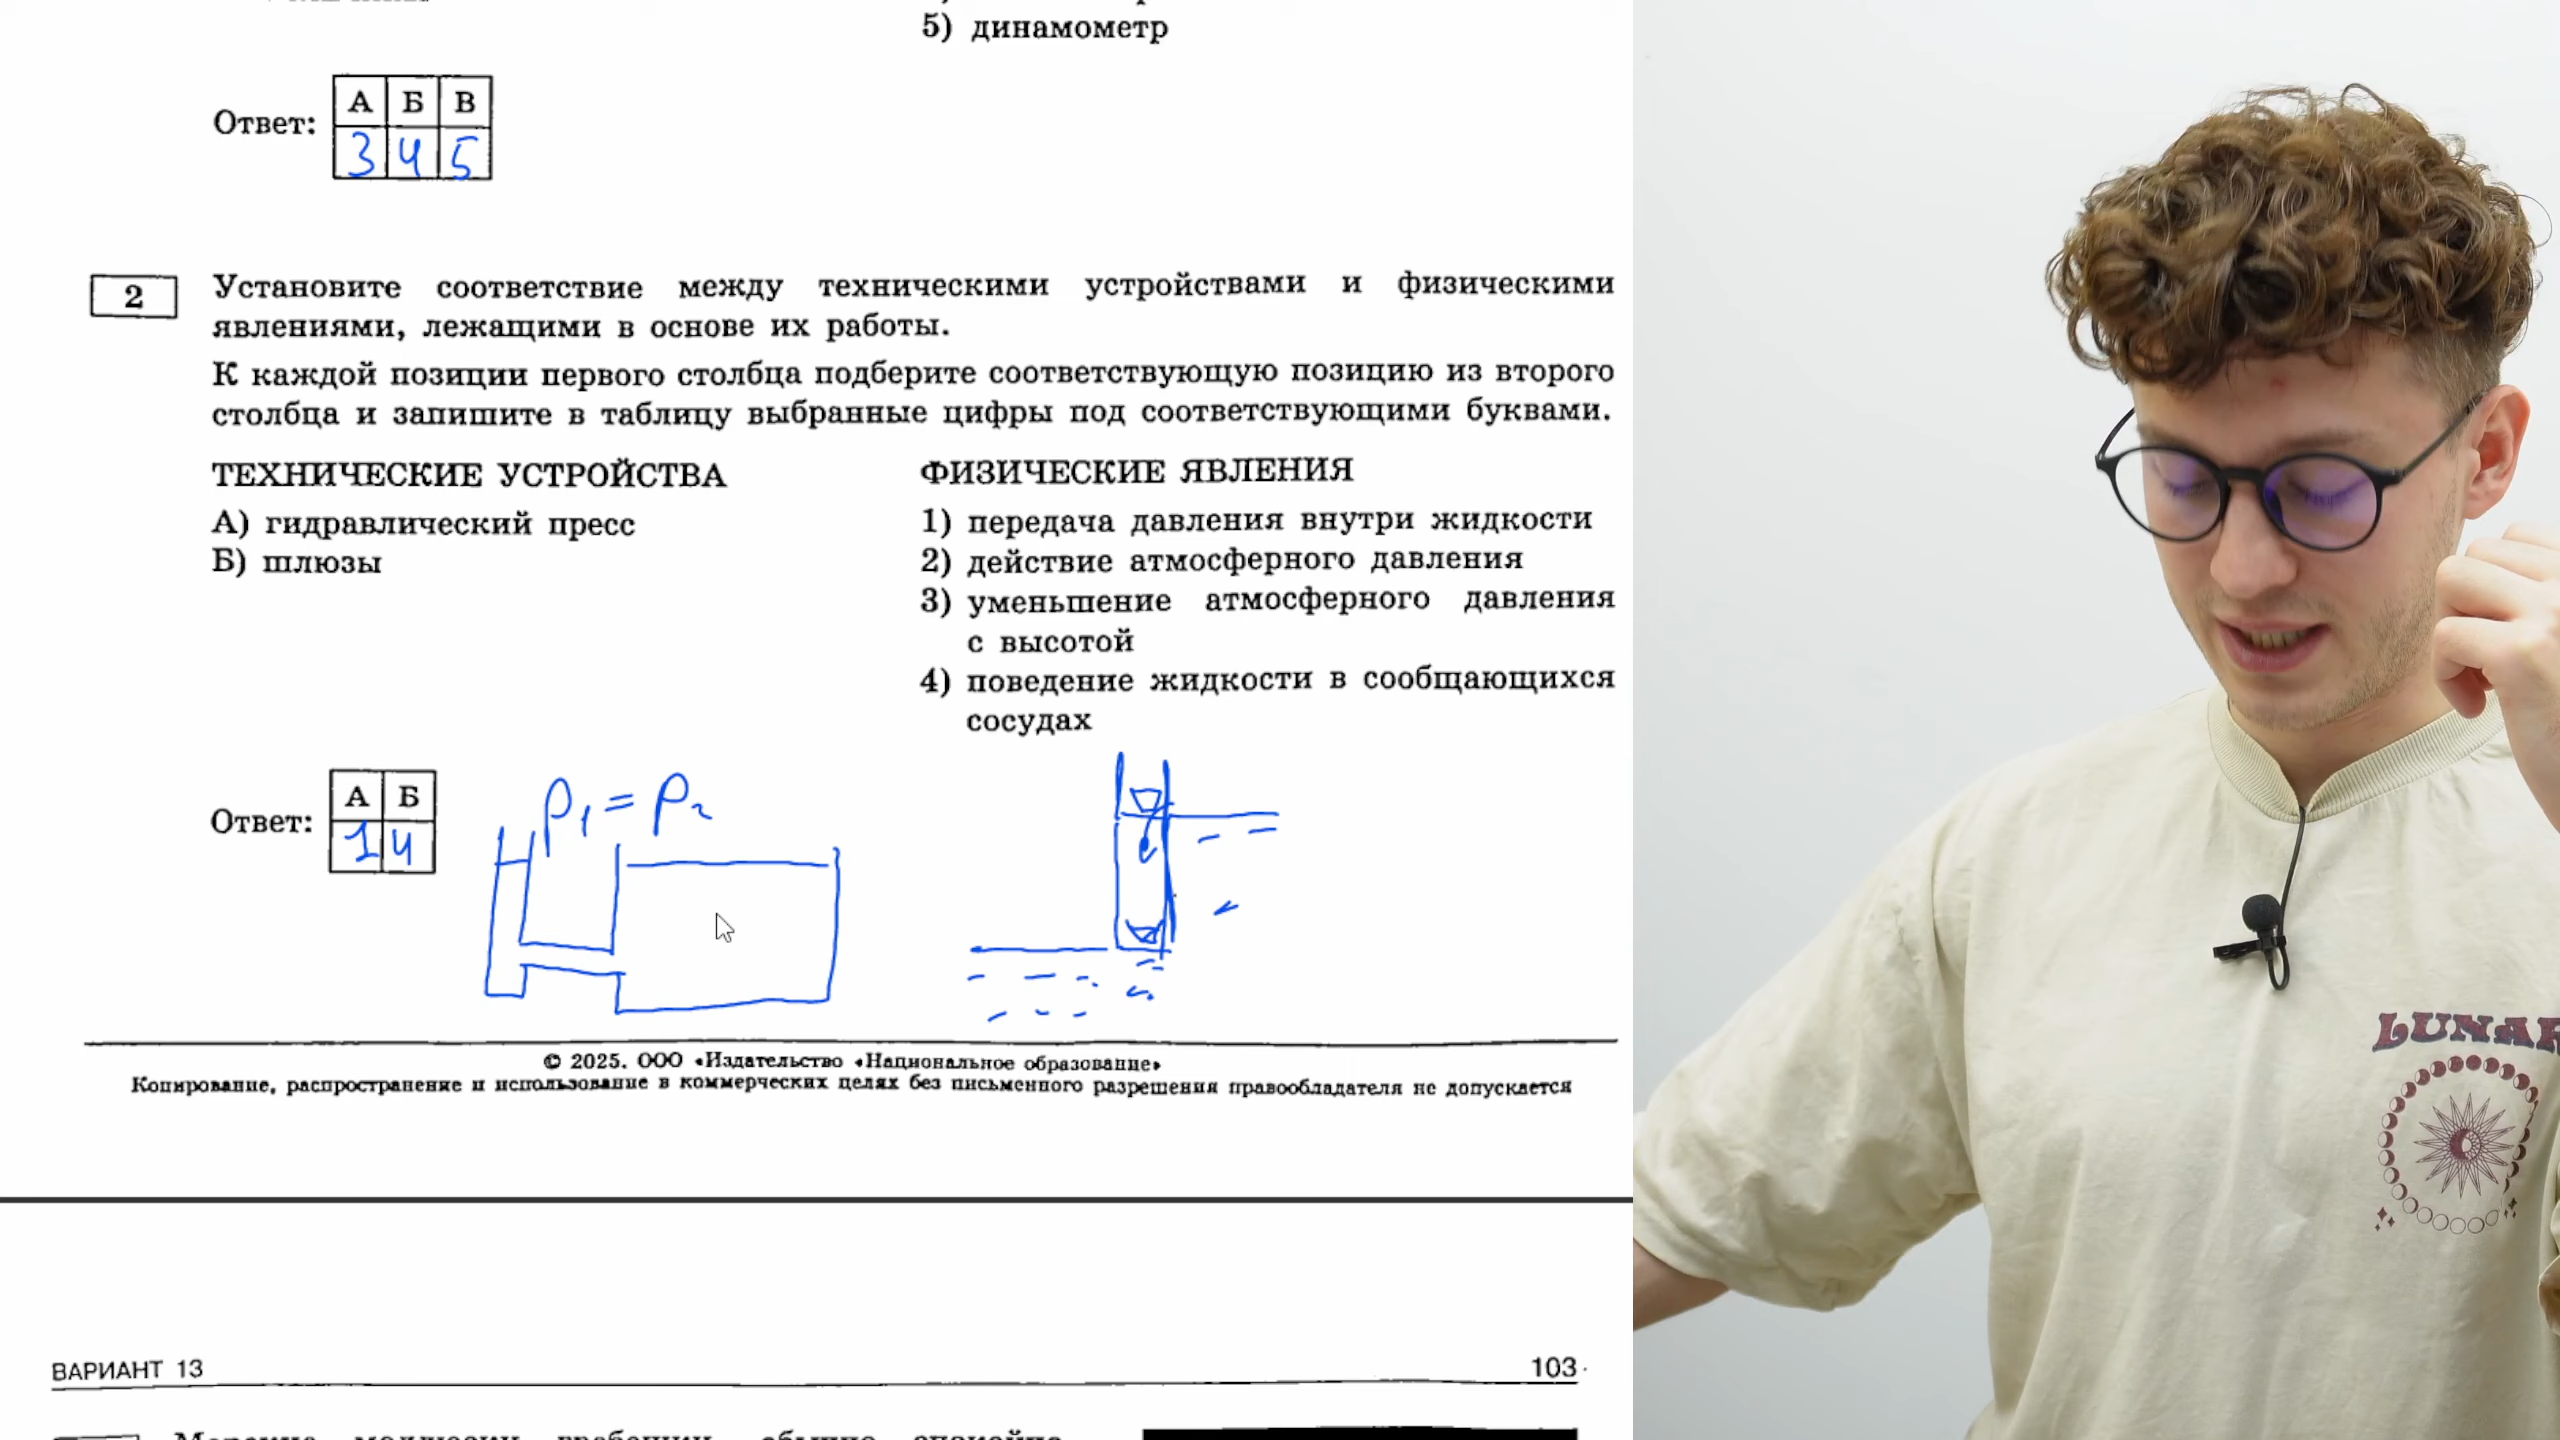 5) динамометр
А Б В
Ответ: 3 4 5
2 Установите соответствие между техническими устройствами и физическими
явлениями, лежащими в основе их работы.
К каждой позиции первого столбца подберите соответствующую позицию из второго
столбца и запишите в таблицу выбранные цифры под соответствующими буквами.
ТЕХНИЧЕСКИЕ УСТРОЙСТВА
А) гидравлический пресс
Б) шлюзы
ФИЗИЧЕСКИЕ ЯВЛЕНИЯ
1) передача давления внутри жидкости
2) действие атмосферного давления
3) уменьшение атмосферного давления
с высотой
4) поведение жидкости в сообщающихся
сосудах
А Б
Ответ: 1 4
p₁ = p₂
© 2025. ООО «Издательство «Национальное образование»
Копирование, распространение и использование в коммерческих целях без письменного разрешения правообладателя не допускается
ВАРИАНТ 13
103
LUNAR